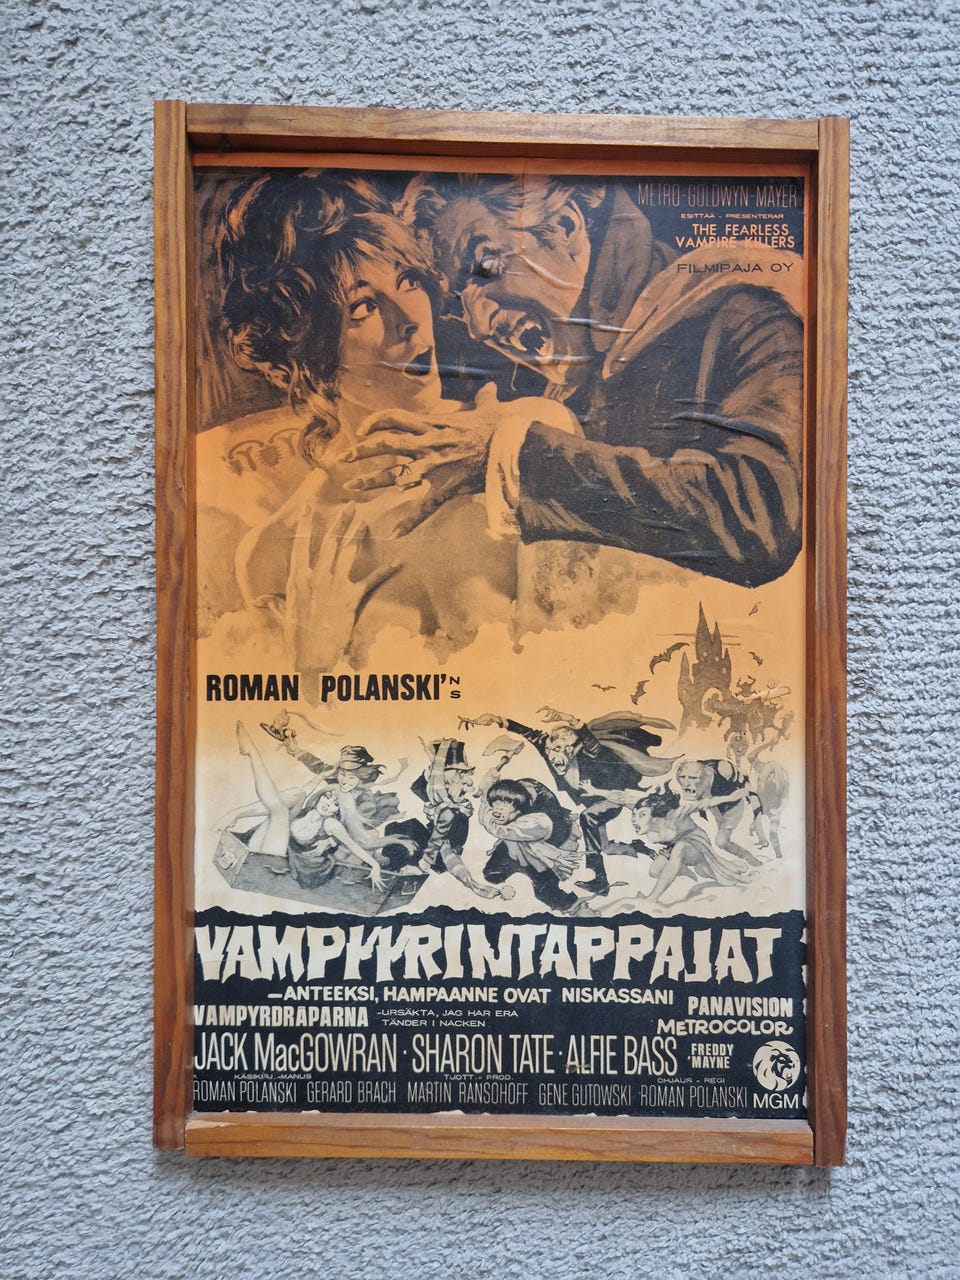 METRO-GOLDWYN-MAYER
ESITTÄÄ - PRESENTERAR
THE FEARLESS
VAMPIRE KILLERS
FILMIPAJA OY
ROMAN POLANSKI'N
S
VAMPYYRINTAPPAJAT
—ANTEEKSI, HAMPAANNE OVAT NISKASSANI
VAMPYRDRAPARNA
-URSÄKTA, JAG HAR ERA
TÄNDER I NACKEN
PANAVISION
METROCOLOR
JACK MacGOWRAN · SHARON TATE · ALFIE BASS
FREDDY
MAYNE
KÄSIKIRJ.-MANUS
TUOTT.- PROD.
OHJAUS - REGI
ROMAN POLANSKI GERARD BRACH MARTIN RANSOHOFF GENE GUTOWSKI ROMAN POLANSKI
MGM